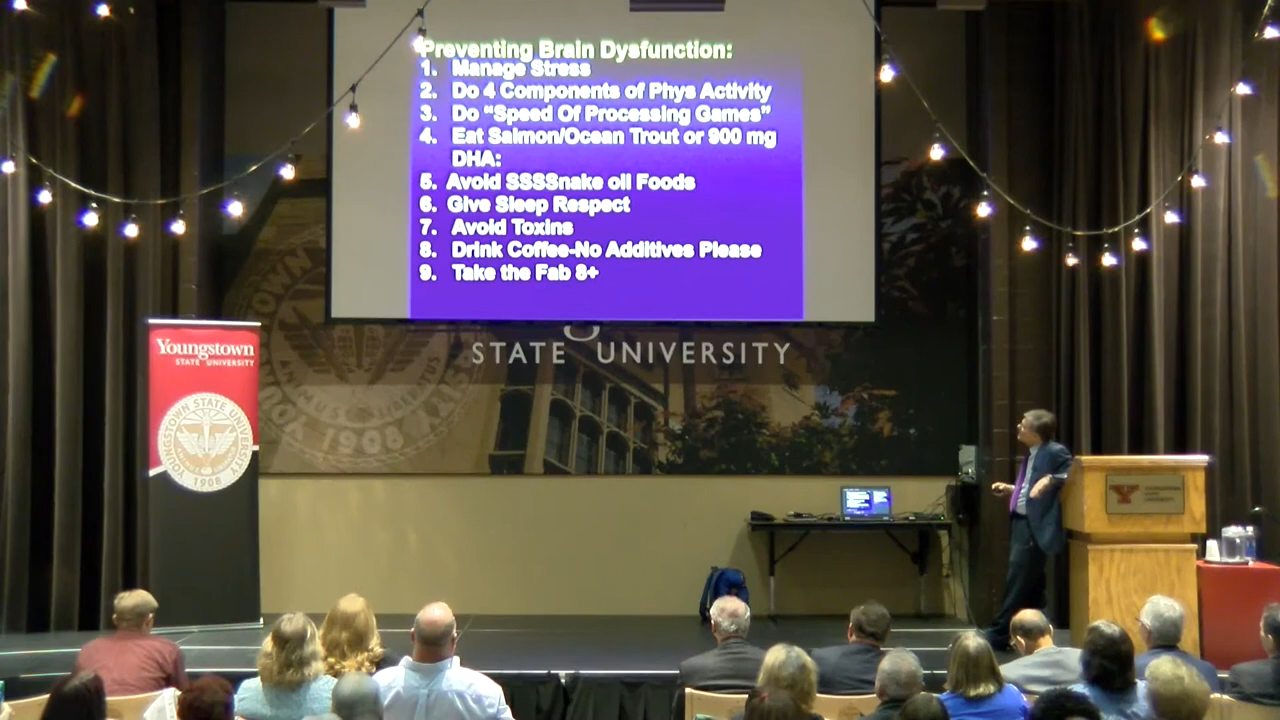 Preventing Brain Dysfunction:
1. Manage Stress
2. Do 4 Components of Phys Activity
3. Do “Speed Of Processing Games”
4. Eat Salmon/Ocean Trout or 900 mg
DHA:
5. Avoid SSSSnake oil Foods
6. Give Sleep Respect
7. Avoid Toxins
8. Drink Coffee-No Additives Please
9. Take the Fab 8+
STATE UNIVERSITY
Youngstown
STATE UNIVERSITY
YOUNGSTOWN STATE UNIVERSITY
1908
1908